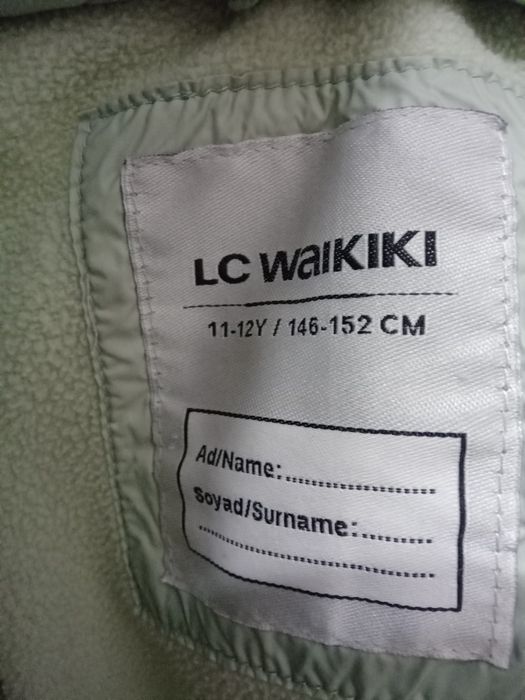 LC WAIKIKI
11-12Y / 146-152 CM
Ad/Name:....................
Soyad/Surname:..........
..............................